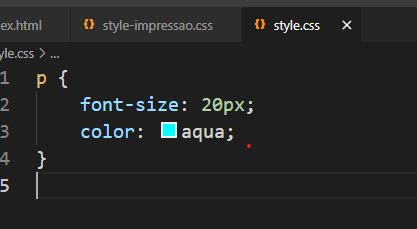 ex.html {} style-impressao.css {} style.css ×
yle.css > ...
1 p {
2 font-size: 20px;
3 color: aqua;
4 }
5